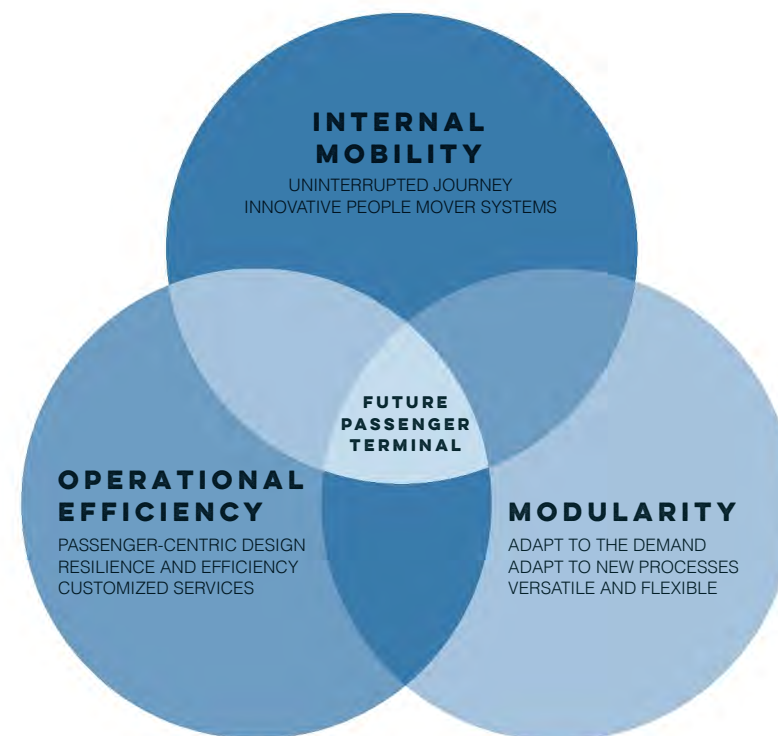 INTERNAL
MOBILITY
UNINTERRUPTED JOURNEY
INNOVATIVE PEOPLE MOVER SYSTEMS
FUTURE
PASSENGER
TERMINAL
OPERATIONAL
EFFICIENCY
PASSENGER-CENTRIC DESIGN
RESILIENCE AND EFFICIENCY
CUSTOMIZED SERVICES
MODULARITY
ADAPT TO THE DEMAND
ADAPT TO NEW PROCESSES
VERSATILE AND FLEXIBLE